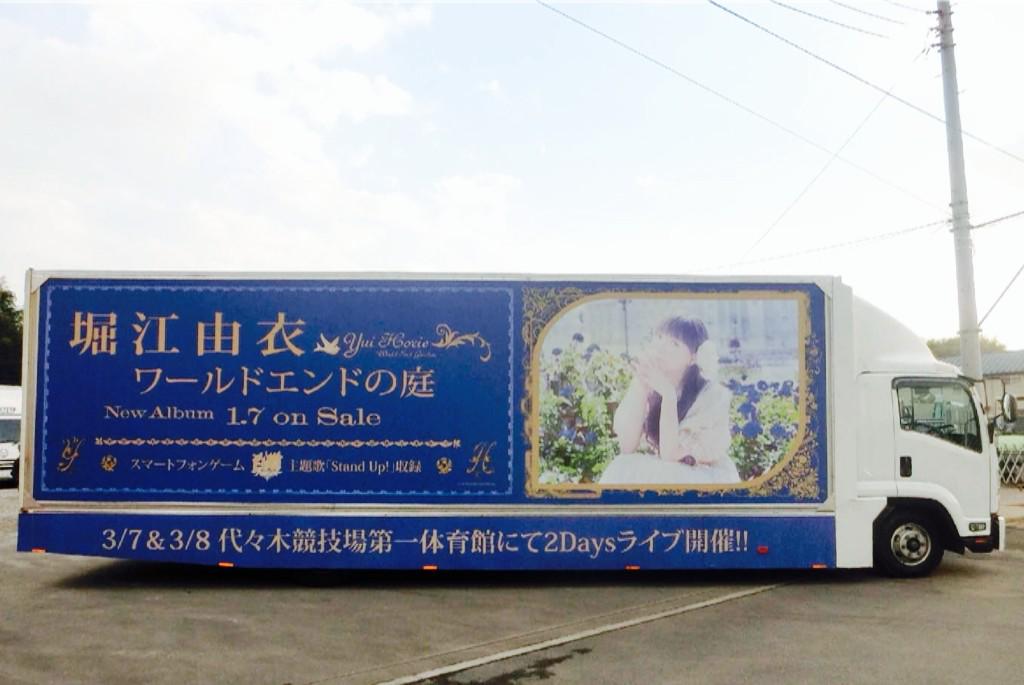 堀江由衣 Yui Horie
World End Garden
ワールドエンドの庭
New Album 1.7 on Sale
Y スマートフォンゲーム 主題歌「Stand Up!」収録 H
3/7&3/8 代々木競技場第一体育館にて2Daysライブ開催!!